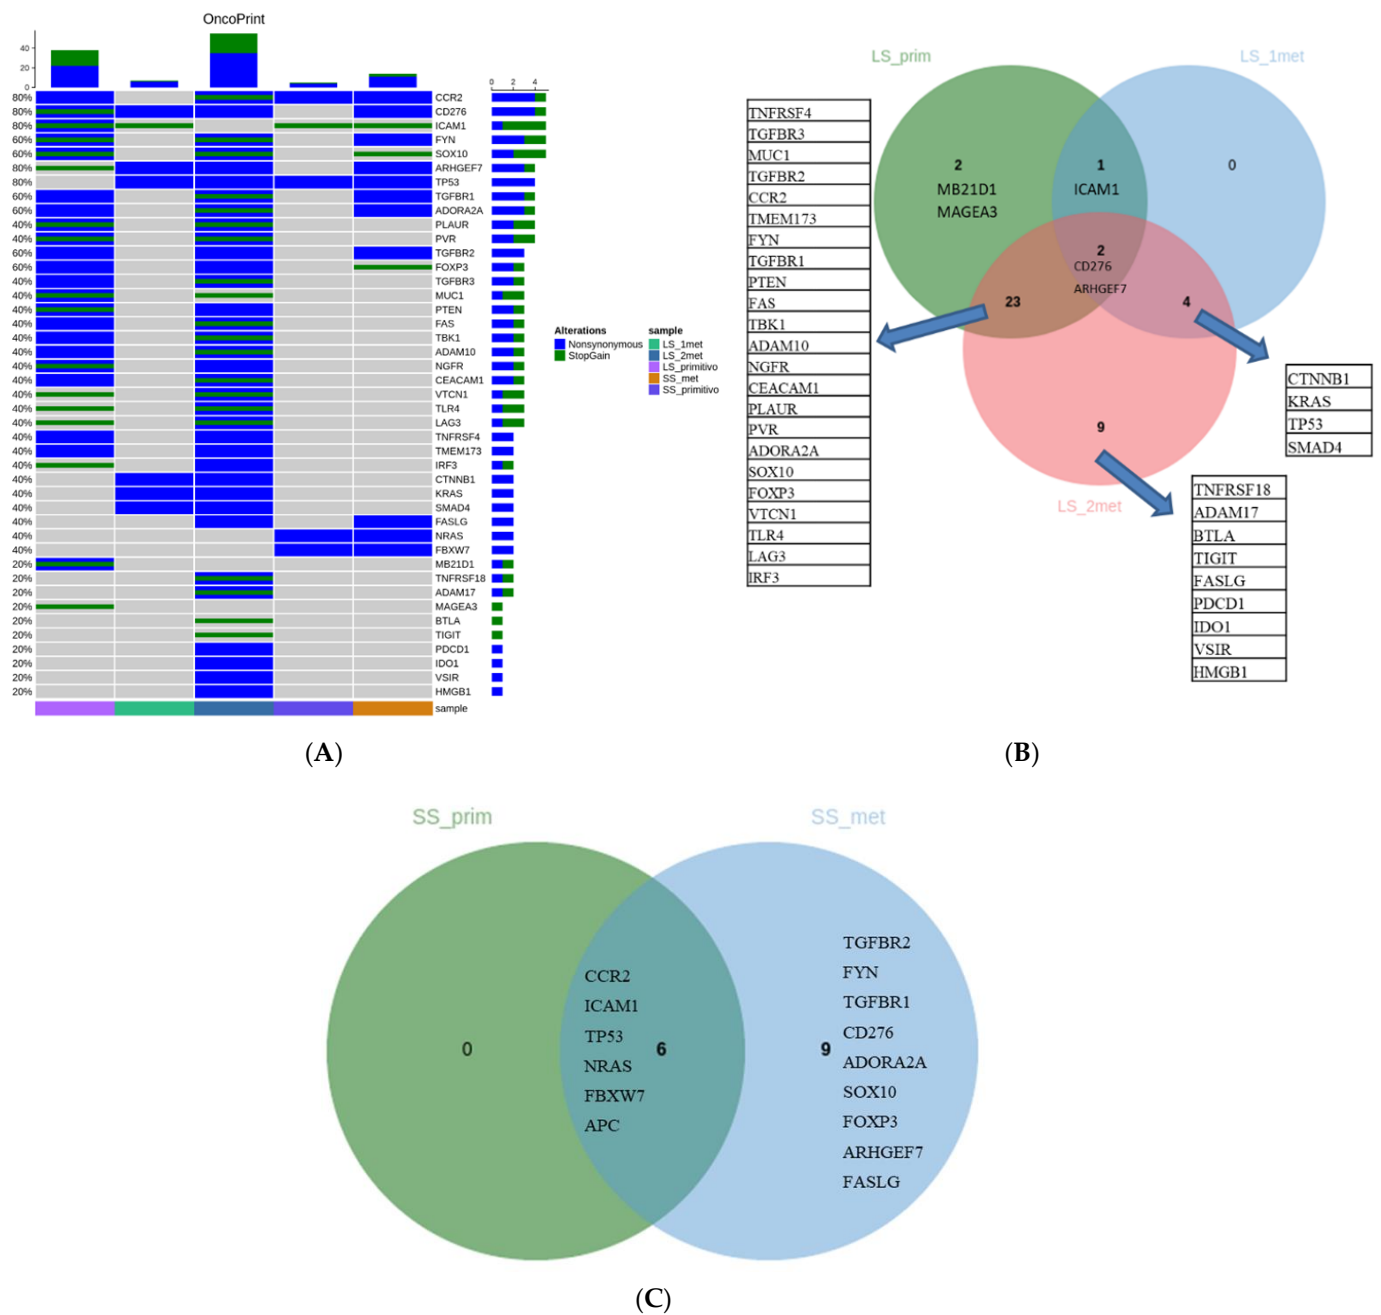 OncoPrint
40
20
0
0 2 4
80% CCR2
80% CD276
80% ICAM1
60% FYN
60% SOX10
80% ARHGEF7
80% TP53
60% TGFBR1
60% ADORA2A
40% PLAUR
40% PVR
60% TGFBR2
60% FOXP3
40% TGFBR3
40% MUC1
40% PTEN
40% FAS
40% TBK1
40% ADAM10
40% NGFR
40% CEACAM1
40% VTCN1
40% TLR4
40% LAG3
40% TNFRSF4
40% TMEM173
40% IRF3
40% CTNNB1
40% KRAS
40% SMAD4
40% FASLG
40% NRAS
40% FBXW7
20% MB21D1
20% TNFRSF18
20% ADAM17
20% MAGEA3
20% BTLA
20% TIGIT
20% PDCD1
20% IDO1
20% VSIR
20% HMGB1
sample
Alterations
Nonsynonymous
StopGain
sample
LS_1met
LS_2met
LS_primitivo
SS_met
SS_primitivo
(A)
LS_prim
LS_1met
TNFRSF4
TGFBR3
MUC1
TGFBR2
CCR2
TMEM173
FYN
TGFBR1
PTEN
FAS
TBK1
ADAM10
NGFR
CEACAM1
PLAUR
PVR
ADORA2A
SOX10
FOXP3
VTCN1
TLR4
LAG3
IRF3
2
MB21D1
MAGEA3
1
ICAM1
0
2
CD276
ARHGEF7
23
4
9
LS_2met
CTNNB1
KRAS
TP53
SMAD4
TNFRSF18
ADAM17
BTLA
TIGIT
FASLG
PDCD1
IDO1
VSIR
HMGB1
(B)
SS_prim
SS_met
0
CCR2
ICAM1
TP53
NRAS
FBXW7
APC
6
9
TGFBR2
FYN
TGFBR1
CD276
ADORA2A
SOX10
FOXP3
ARHGEF7
FASLG
(C)